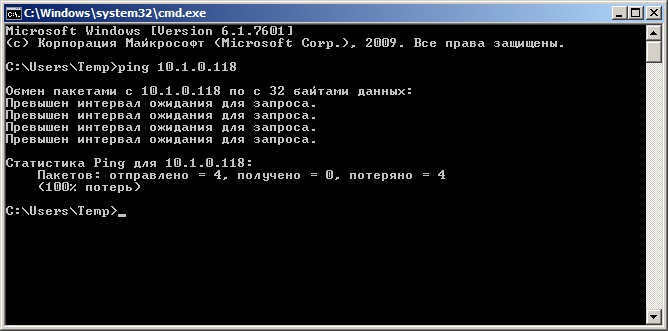 C:\Windows\system32\cmd.exe
Microsoft Windows [Version 6.1.7601]
(c) Корпорация Майкрософт (Microsoft Corp.), 2009. Все права защищены.
C:\Users\Temp>ping 10.1.0.118
Обмен пакетами с 10.1.0.118 по с 32 байтами данных:
Превышен интервал ожидания для запроса.
Превышен интервал ожидания для запроса.
Превышен интервал ожидания для запроса.
Превышен интервал ожидания для запроса.
Статистика Ping для 10.1.0.118:
Пакетов: отправлено = 4, получено = 0, потеряно = 4
(100% потерь)
C:\Users\Temp>_